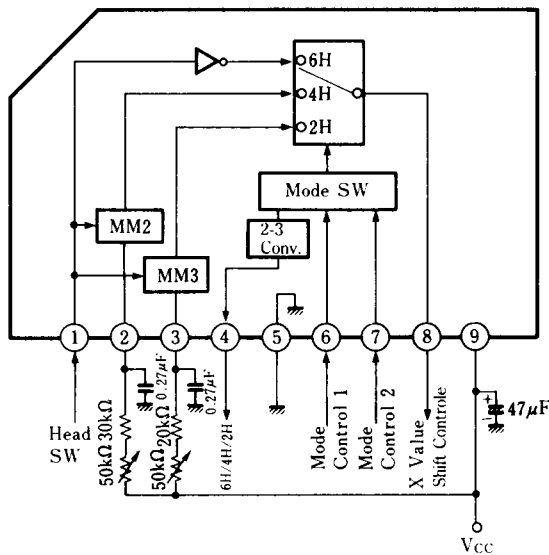 6H
4H
2H
Mode SW
2-3
Conv.
MM2
MM3
1
2
3
4
5
6
7
8
9
Head
SW
50kΩ 30kΩ
0.27μF
50kΩ 20kΩ
0.27μF
6H/4H/2H
Mode
Control 1
Mode
Control 2
X Value
Shift Controle
+
47μF
Vcc